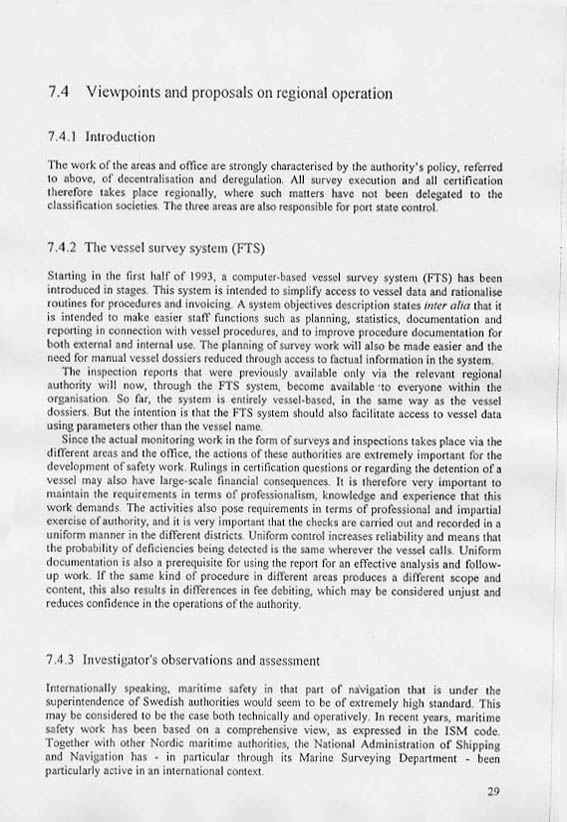 7.4 Viewpoints and proposals on regional operation
7.4.1 Introduction
The work of the areas and office are strongly characterised by the authority's policy, referred
to above, of decentralisation and deregulation. All survey execution and all certification
therefore takes place regionally, where such matters have not been delegated to the
classification societies. The three areas are also responsible for port state control.
7.4.2 The vessel survey system (FTS)
Starting in the first half of 1993, a computer-based vessel survey system (FTS) has been
introduced in stages. This system is intended to simplify access to vessel data and rationalise
routines for procedures and invoicing. A system objectives description states inter alia that it
is intended to make easier staff functions such as planning, statistics, documentation and
reporting in connection with vessel procedures, and to improve procedure documentation for
both external and internal use. The planning of survey work will also be made easier and the
need for manual vessel dossiers reduced through access to factual information in the system.
The inspection reports that were previously available only via the relevant regional
authority will now, through the FTS system, become available to everyone within the
organisation. So far, the system is entirely vessel-based, in the same way as the vessel
dossiers. But the intention is that the FTS system should also facilitate access to vessel data
using parameters other than the vessel name.
Since the actual monitoring work in the form of surveys and inspections takes place via the
different areas and the office, the actions of these authorities are extremely important for the
development of safety work. Rulings in certification questions or regarding the detention of a
vessel may also have large-scale financial consequences. It is therefore very important to
maintain the requirements in terms of professionalism, knowledge and experience that this
work demands. The activities also pose requirements in terms of professional and impartial
exercise of authority, and it is very important that the checks are carried out and recorded in a
uniform manner in the different districts. Uniform control increases reliability and means that
the probability of deficiencies being detected is the same wherever the vessel calls. Uniform
documentation is also a prerequisite for using the report for an effective analysis and follow-
up work. If the same kind of procedure in different areas produces a different scope and
content, this also results in differences in fee debiting, which may be considered unjust and
reduces confidence in the operations of the authority.
7.4.3 Investigator's observations and assessment
Internationally speaking, maritime safety in that part of navigation that is under the
superintendence of Swedish authorities would seem to be of extremely high standard. This
may be considered to be the case both technically and operatively. In recent years, maritime
safety work has been based on a comprehensive view, as expressed in the ISM code.
Together with other Nordic maritime authorities, the National Administration of Shipping
and Navigation has - in particular through its Marine Surveying Department - been
particularly active in an international context.
29